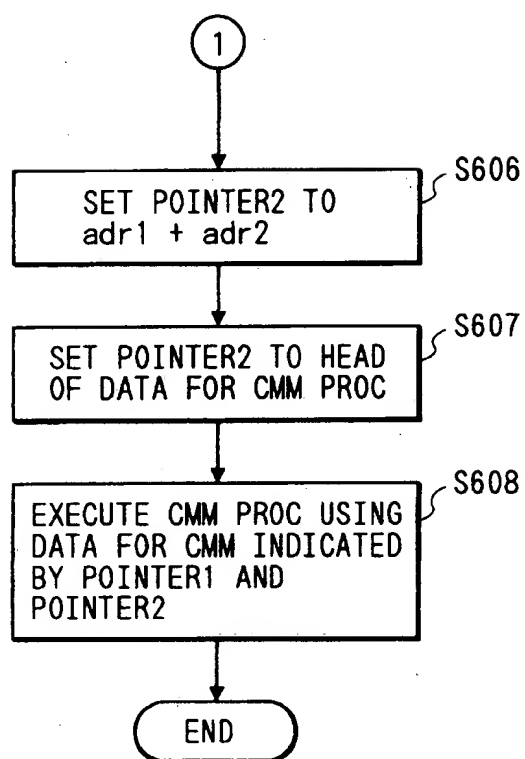 1
S606
SET POINTER2 TO
adr1 + adr2
S607
SET POINTER2 TO HEAD
OF DATA FOR CMM PROC
S608
EXECUTE CMM PROC USING
DATA FOR CMM INDICATED
BY POINTER1 AND
POINTER2
END